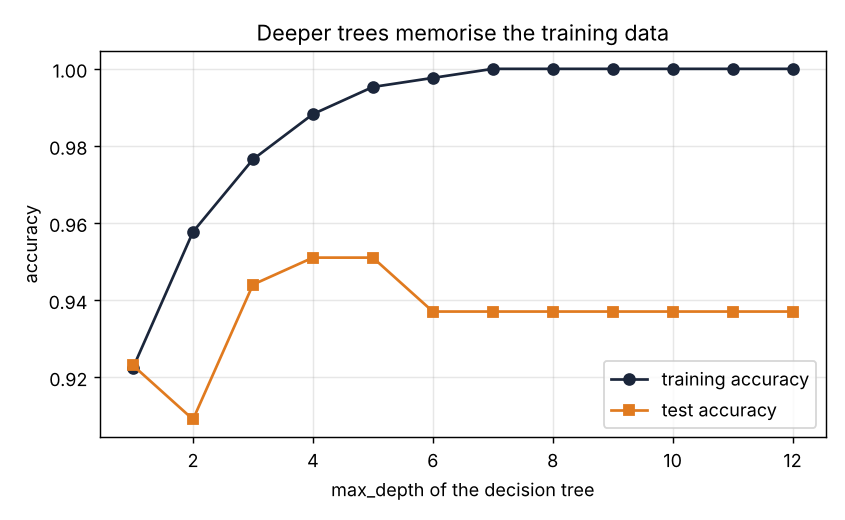 Deeper trees memorise the training data
accuracy
1.00
0.98
0.96
0.94
0.92
training accuracy
test accuracy
2 4 6 8 10 12
max_depth of the decision tree